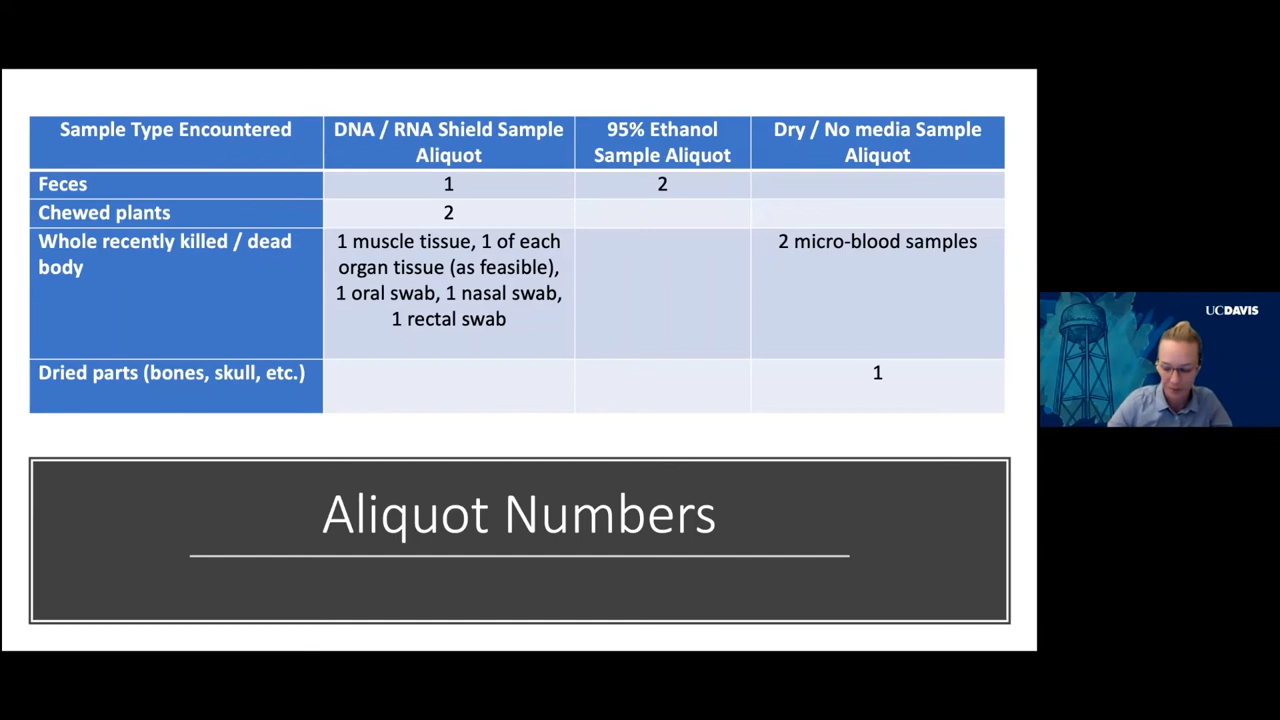 Sample Type Encountered
DNA / RNA Shield Sample
Aliquot
95% Ethanol
Sample Aliquot
Dry / No media Sample
Aliquot
Feces
1
2
Chewed plants
2
Whole recently killed / dead
body
1 muscle tissue, 1 of each
organ tissue (as feasible),
1 oral swab, 1 nasal swab,
1 rectal swab
2 micro-blood samples
Dried parts (bones, skull, etc.)
1
Aliquot Numbers
UCDAVIS